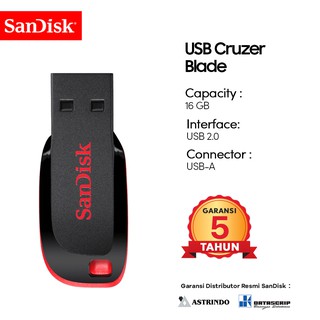 SanDisk
USB Cruzer
Blade
Capacity :
16 GB
Interface:
USB 2.0
Connector :
USB-A
SanDisk
GARANSI
5
TAHUN
Garansi Distributor Resmi SanDisk :
ASTRINDO
DATASCRIP